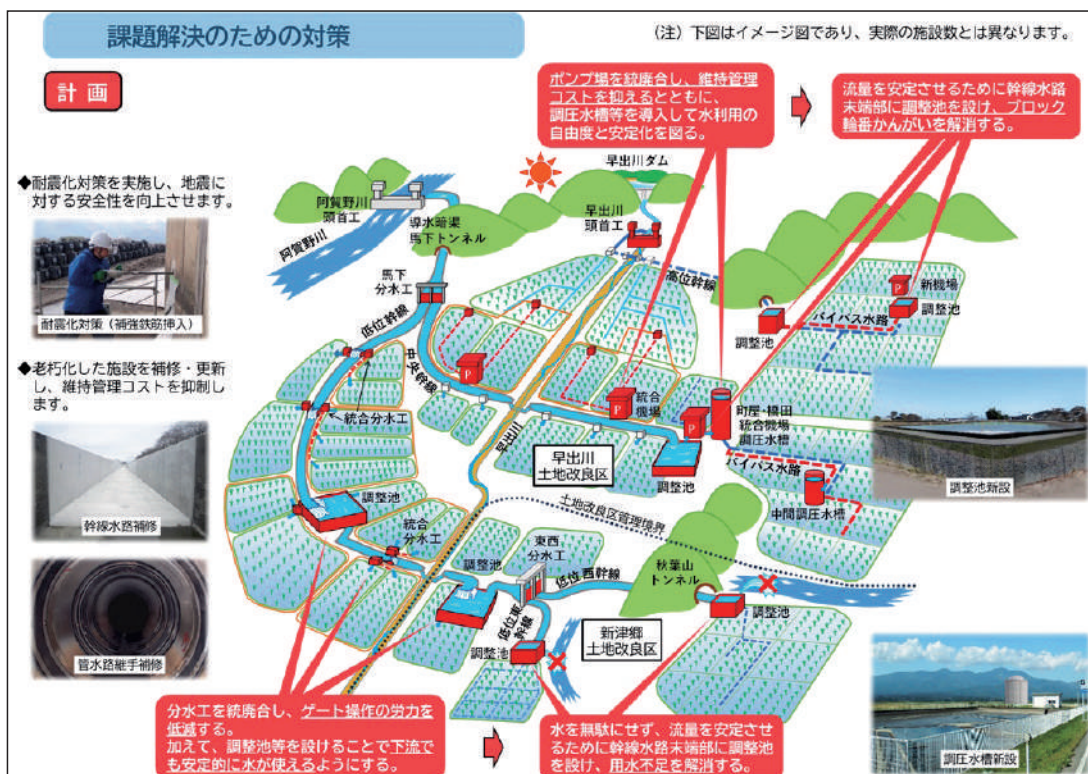 課題解決のための対策
（注）下図はイメージ図であり、実際の施設数とは異なります。
計 画
ポンプ場を統廃合し、維持管理
コストを抑えるとともに、
調圧水槽等を導入して水利用の
自由度と安定化を図る。
流量を安定させるために幹線水路
末端部に調整池を設け、ブロック
輪番かんがいを解消する。
◆耐震化対策を実施し、地震に
対する安全性を向上させます。
耐震化対策（補強鉄筋挿入）
◆老朽化した施設を補修・更新
し、維持管理コストを抑制し
ます。
幹線水路補修
管水路継手補修
早出川ダム
阿賀野川
頭首工
阿賀野川
導水暗渠
馬下トンネル
早出川
頭首工
馬下
分水工
高位幹線
低位幹線
中央幹線
P
新機場
調整池
P
バイパス水路
調整池
統合分水工
統合
機場
P
P
町屋・橋田
統合機場
調圧水槽
早出川
早出川
土地改良区
調整池
バイパス水路
中間調圧水槽
調整池新設
調整池
土地改良区管理境界
統合
分水工
調整池
東西
分水工
低位西幹線
秋葉山
トンネル
調整池
低位東
幹線
新津郷
土地改良区
調整池
分水工を統廃合し、ゲート操作の労力を
低減する。
加えて、調整池等を設けることで下流で
も安定的に水が使えるようにする。
水を無駄にせず、流量を安定させ
るために幹線水路末端部に調整池
を設け、用水不足を解消する。
調圧水槽新設